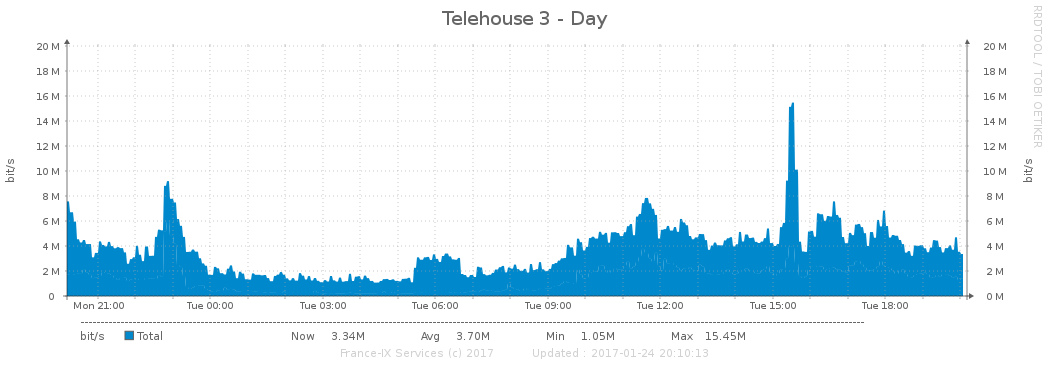 Telehouse 3 - Day
RRDTOOL / TOBI OETIKER
20 M 20 M
18 M 18 M
16 M 16 M
14 M 14 M
12 M 12 M
10 M 10 M
8 M 8 M
6 M 6 M
4 M 4 M
2 M 2 M
0 0 M
bit/s bit/s
Mon 21:00 Tue 00:00 Tue 03:00 Tue 06:00 Tue 09:00 Tue 12:00 Tue 15:00 Tue 18:00
bit/s Total Now 3.34M Avg 3.70M Min 1.05M Max 15.45M
France-IX Services (c) 2017 Updated : 2017-01-24 20:10:13